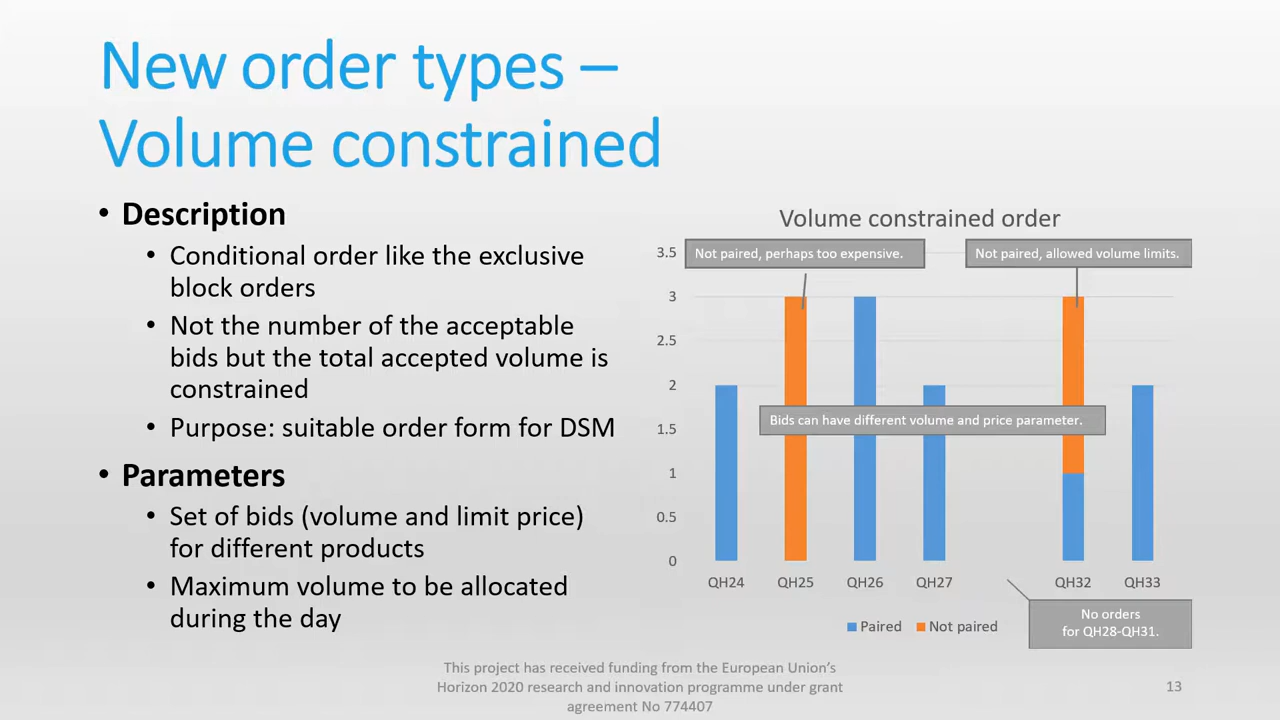 New order types –
Volume constrained
• Description
• Conditional order like the exclusive
block orders
• Not the number of the acceptable
bids but the total accepted volume is
constrained
• Purpose: suitable order form for DSM
• Parameters
• Set of bids (volume and limit price)
for different products
• Maximum volume to be allocated
during the day
Volume constrained order
3.5
3
2.5
2
1.5
1
0.5
0
Not paired, perhaps too expensive.
Not paired, allowed volume limits.
Bids can have different volume and price parameter.
QH24 QH25 QH26 QH27 QH32 QH33
No orders
for QH28-QH31.
Paired Not paired
This project has received funding from the European Union’s
Horizon 2020 research and innovation programme under grant
agreement No 774407
13